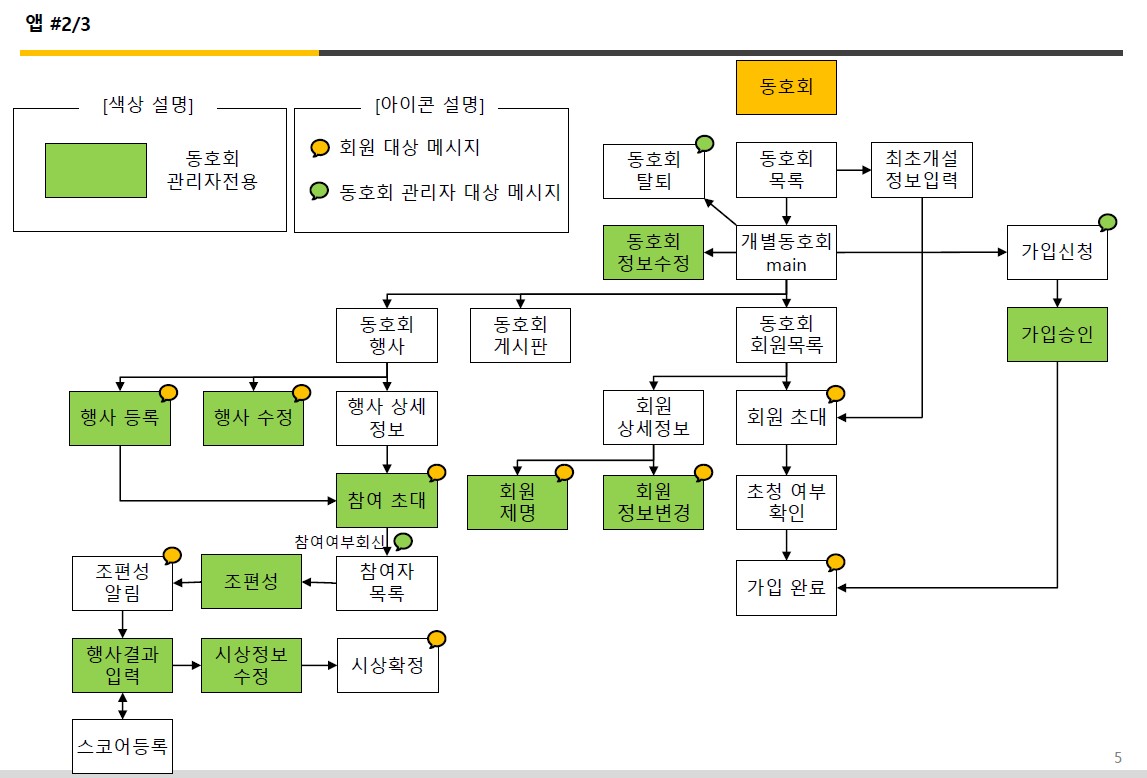 앱 #2/3
[색상 설명]
동호회
관리자전용
[아이콘 설명]
회원 대상 메시지
동호회 관리자 대상 메시지
동호회
동호회
탈퇴
동호회
목록
최초개설
정보입력
동호회
정보수정
개별동호회
main
가입신청
동호회
행사
동호회
게시판
동호회
회원목록
가입승인
행사 등록
행사 수정
행사 상세
정보
회원
상세정보
회원 초대
참여 초대
회원
제명
회원
정보변경
초청 여부
확인
참여여부회신
조편성
알림
조편성
참여자
목록
가입 완료
행사결과
입력
시상정보
수정
시상확정
스코어등록
5